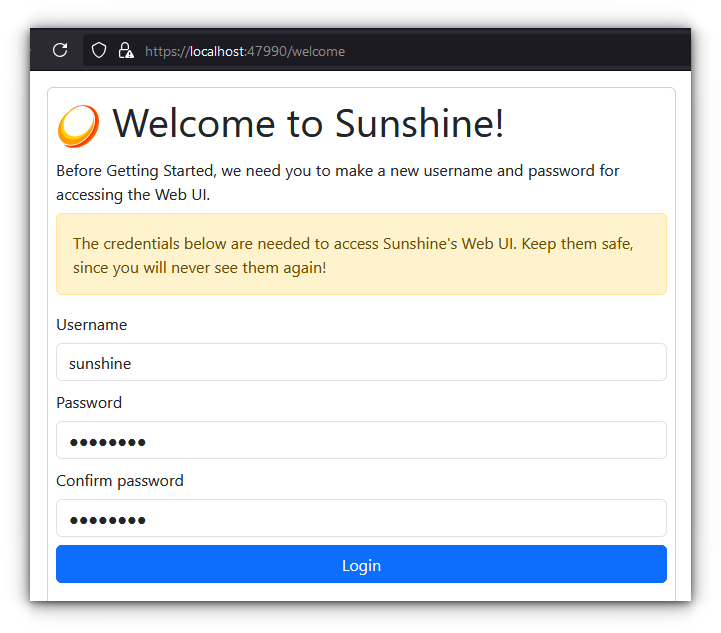 https://localhost:47990/welcome
Welcome to Sunshine!
Before Getting Started, we need you to make a new username and password for
accessing the Web UI.
The credentials below are needed to access Sunshine's Web UI. Keep them safe,
since you will never see them again!
Username
sunshine
Password
●●●●●●●●
Confirm password
●●●●●●●●
Login